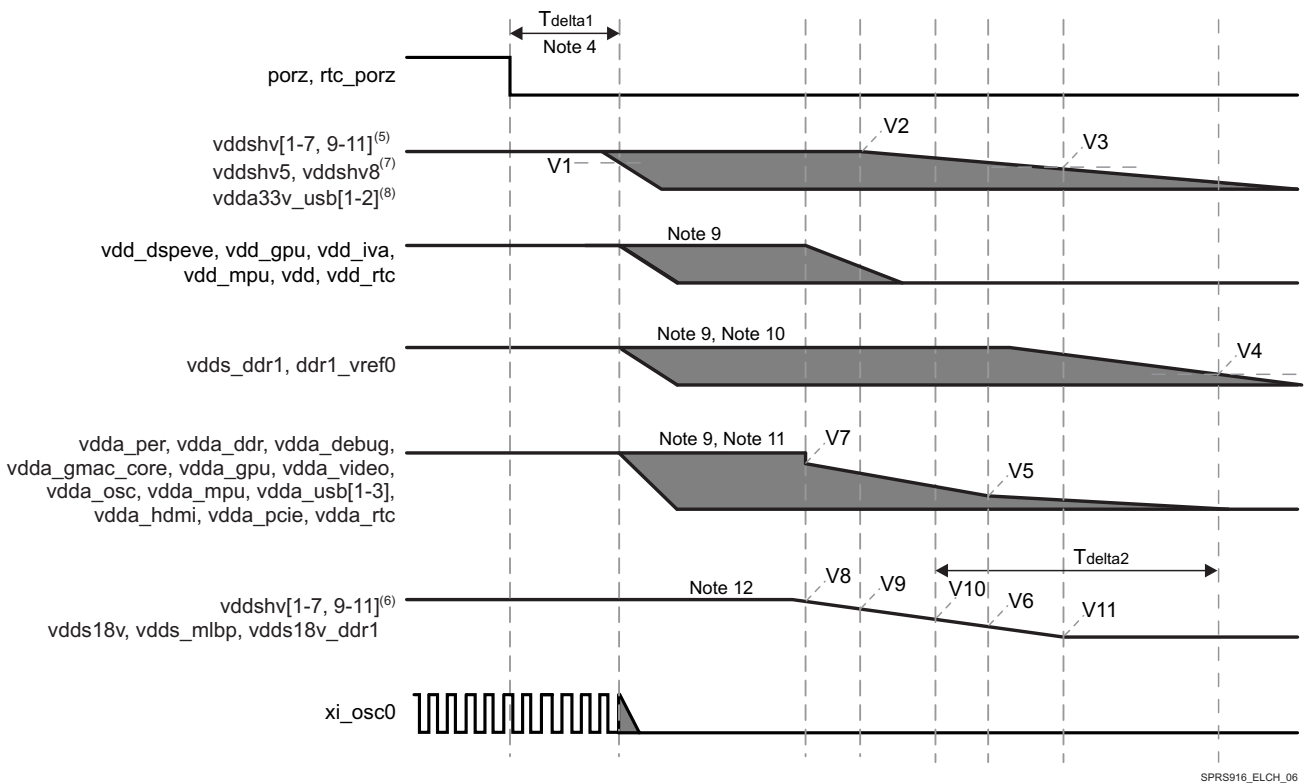 Tdelta1
Note 4
porz, rtc_porz
vddshv[1-7, 9-11](5)
vddshv5, vddshv8(7)
vdda33v_usb[1-2](8)
V1
V2
V3
vdd_dspeve, vdd_gpu, vdd_iva,
vdd_mpu, vdd, vdd_rtc
Note 9
vdds_ddr1, ddr1_vref0
Note 9, Note 10
V4
vdda_per, vdda_ddr, vdda_debug,
vdda_gmac_core, vdda_gpu, vdda_video,
vdda_osc, vdda_mpu, vdda_usb[1-3],
vdda_hdmi, vdda_pcie, vdda_rtc
Note 9, Note 11
V7
V5
Tdelta2
vddshv[1-7, 9-11](6)
vdds18v, vdds_mlbp, vdds18v_ddr1
Note 12
V8
V9
V10
V6
V11
xi_osc0
SPRS916_ELCH_06